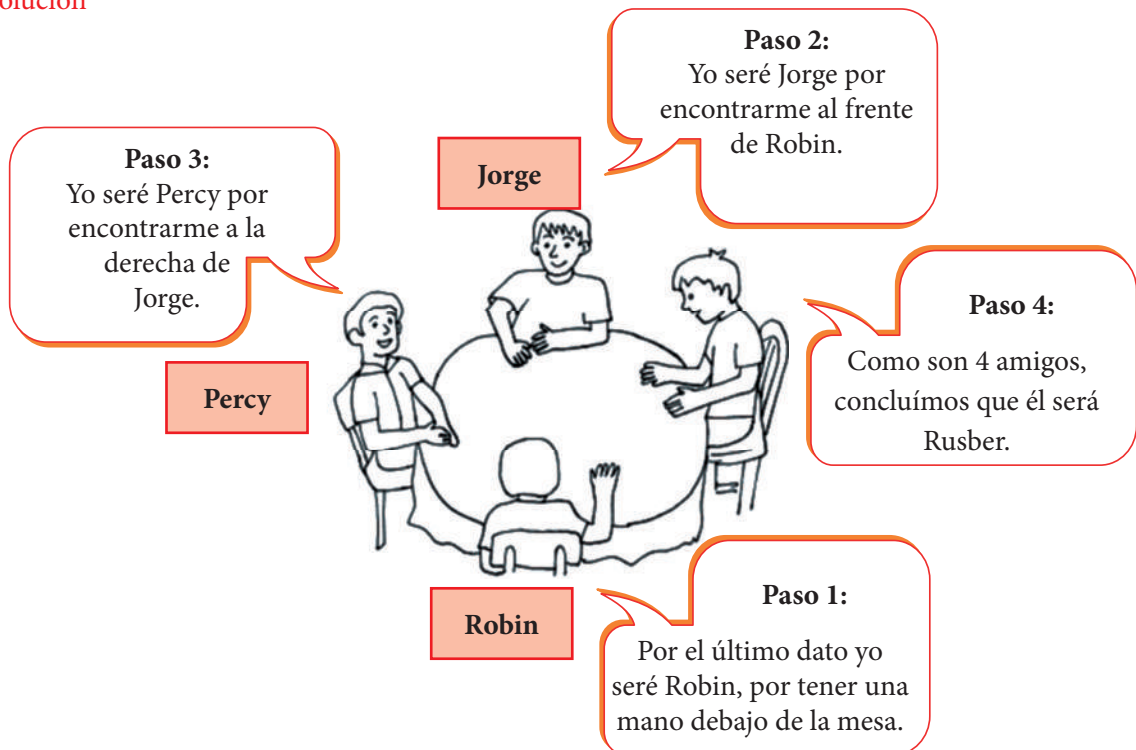 olución
Paso 2:
Yo seré Jorge por
encontrarme al frente
de Robin.
Jorge
Paso 3:
Yo seré Percy por
encontrarme a la
derecha de
Jorge.
Paso 4:
Como son 4 amigos,
concluímos que él será
Rusber.
Percy
Robin
Paso 1:
Por el último dato yo
seré Robin, por tener una
mano debajo de la mesa.